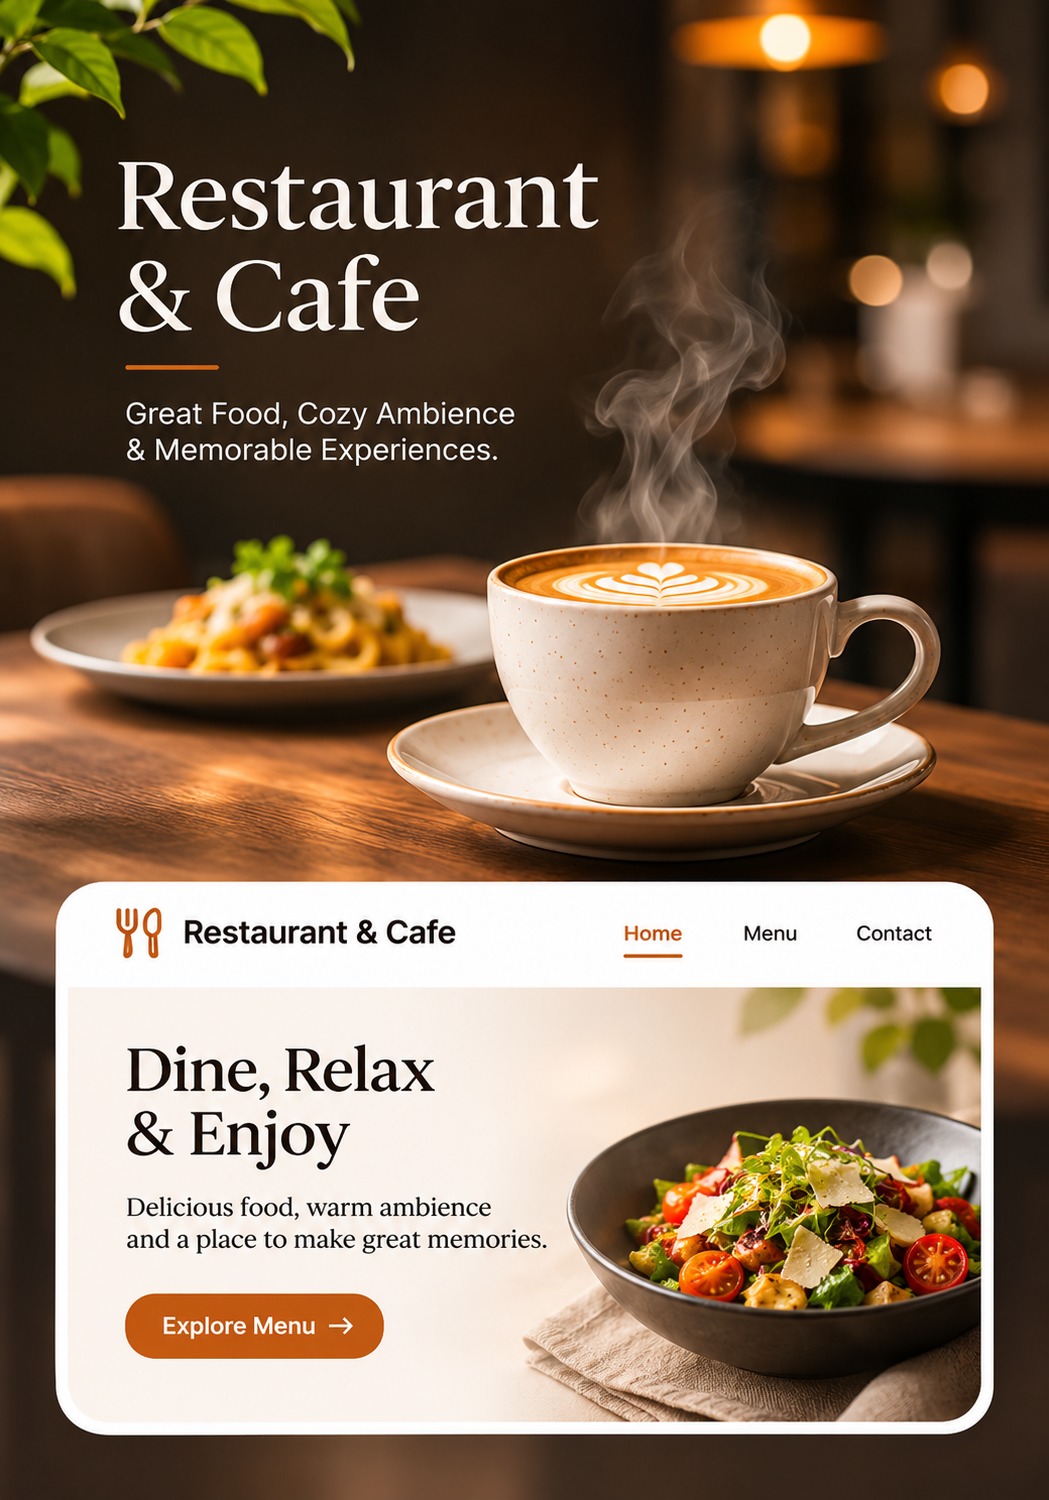 Restaurant
& Cafe
Great Food, Cozy Ambience
& Memorable Experiences.
Restaurant & Cafe
Home
Menu
Contact
Dine, Relax
& Enjoy
Delicious food, warm ambience
and a place to make great memories.
Explore Menu →